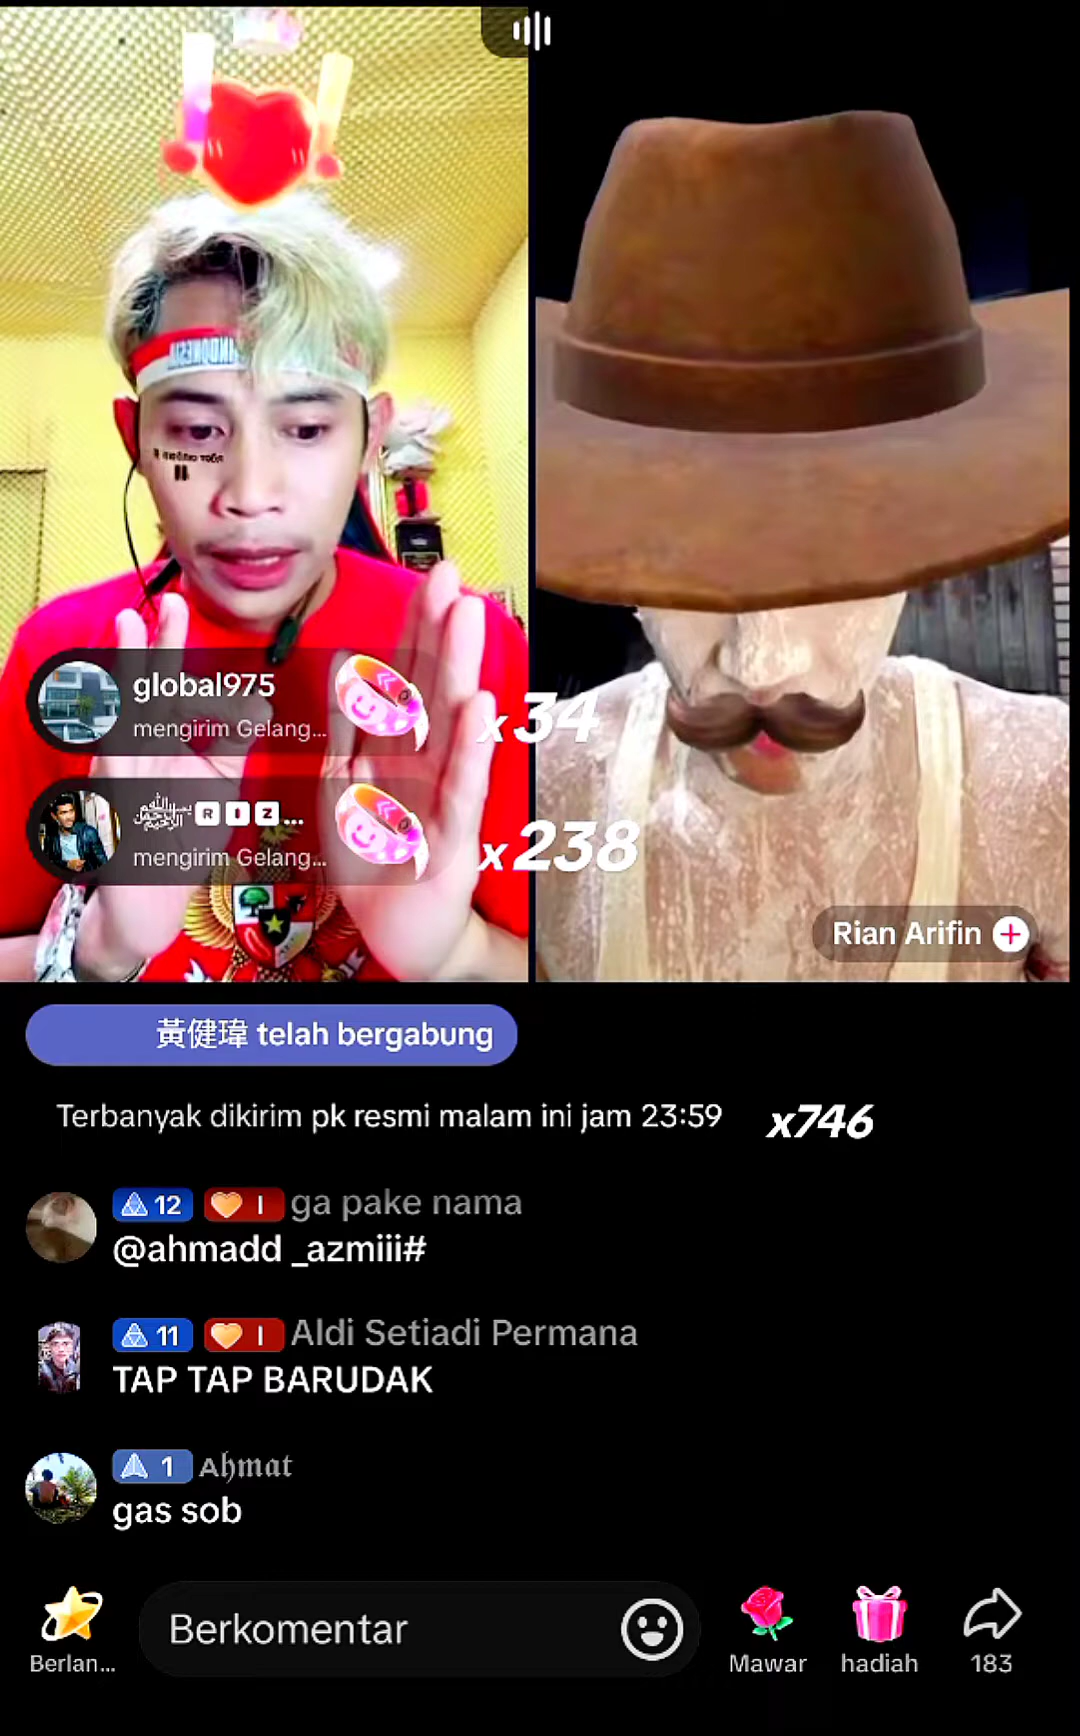 INDONESIA
global975
mengirim Gelang...
x34
﷽🅁🄸🅉...
mengirim Gelang...
x238
Rian Arifin
黃健瑋 telah bergabung
Terbanyak dikirim pk resmi malam ini jam 23:59
x746
12 I ga pake nama
@ahmadd _azmiii#
11 I Aldi Setiadi Permana
TAP TAP BARUDAK
1 Ahmat
gas sob
Berlan...
Berkomentar
Mawar
hadiah
183